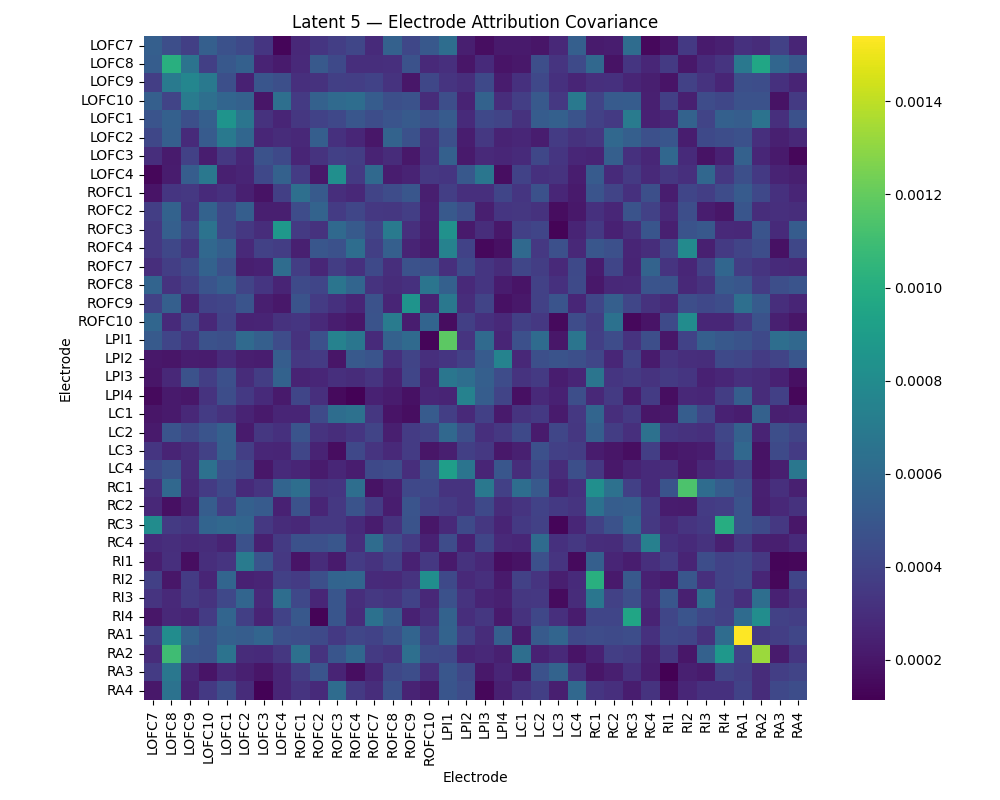 Latent 5 — Electrode Attribution Covariance
LOFC7
LOFC8
LOFC9
LOFC10
LOFC1
LOFC2
LOFC3
LOFC4
ROFC1
ROFC2
ROFC3
ROFC4
ROFC7
ROFC8
ROFC9
ROFC10
LPI1
LPI2
LPI3
LPI4
LC1
LC2
LC3
LC4
RC1
RC2
RC3
RC4
RI1
RI2
RI3
RI4
RA1
RA2
RA3
RA4
Electrode
LOFC7
LOFC8
LOFC9
LOFC10
LOFC1
LOFC2
LOFC3
LOFC4
ROFC1
ROFC2
ROFC3
ROFC4
ROFC7
ROFC8
ROFC9
ROFC10
LPI1
LPI2
LPI3
LPI4
LC1
LC2
LC3
LC4
RC1
RC2
RC3
RC4
RI1
RI2
RI3
RI4
RA1
RA2
RA3
RA4
Electrode
0.0014
0.0012
0.0010
0.0008
0.0006
0.0004
0.0002